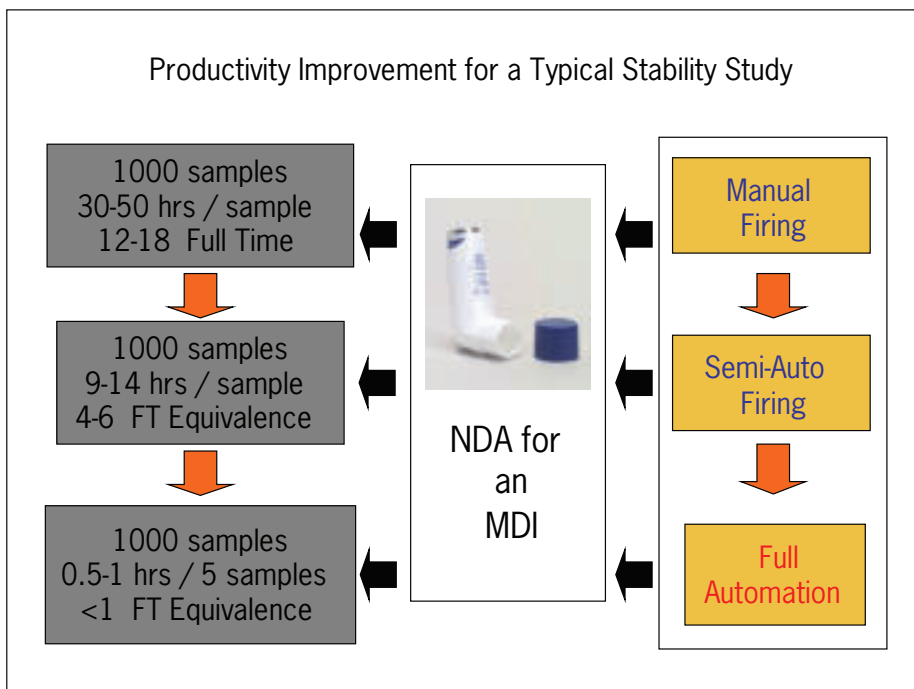 Productivity Improvement for a Typical Stability Study
1000 samples
30-50 hrs / sample
12-18 Full Time
1000 samples
9-14 hrs / sample
4-6 FT Equivalence
1000 samples
0.5-1 hrs / 5 samples
<1 FT Equivalence
NDA for
an
MDI
Manual
Firing
Semi-Auto
Firing
Full
Automation